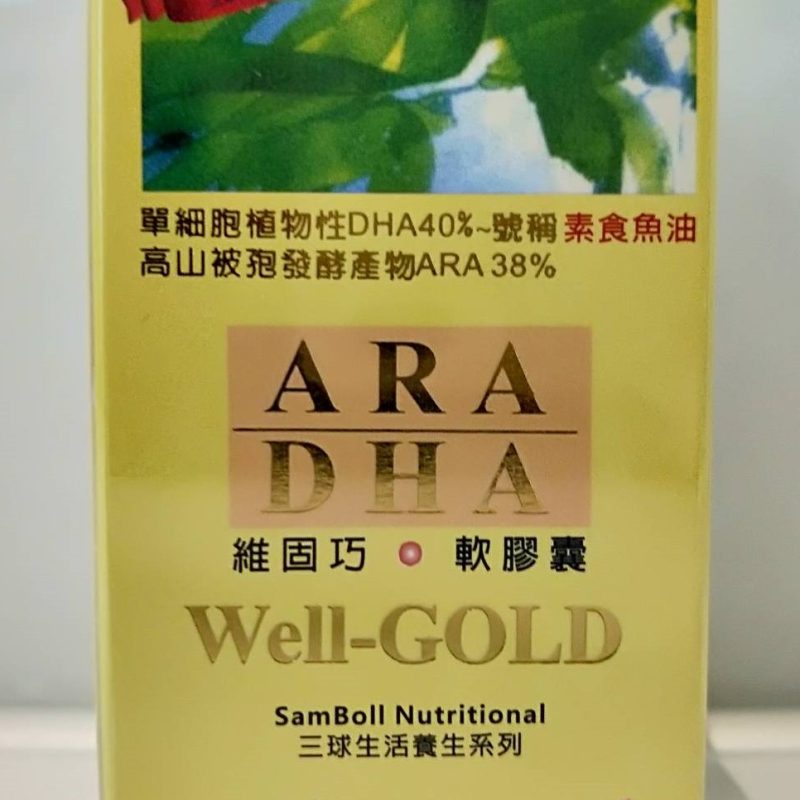 單細胞植物性DHA40%~號稱素食魚油
高山被孢發酵產物ARA 38%
ARA
DHA
維固巧 軟膠囊
Well-GOLD
SamBoll Nutritional
三球生活養生系列